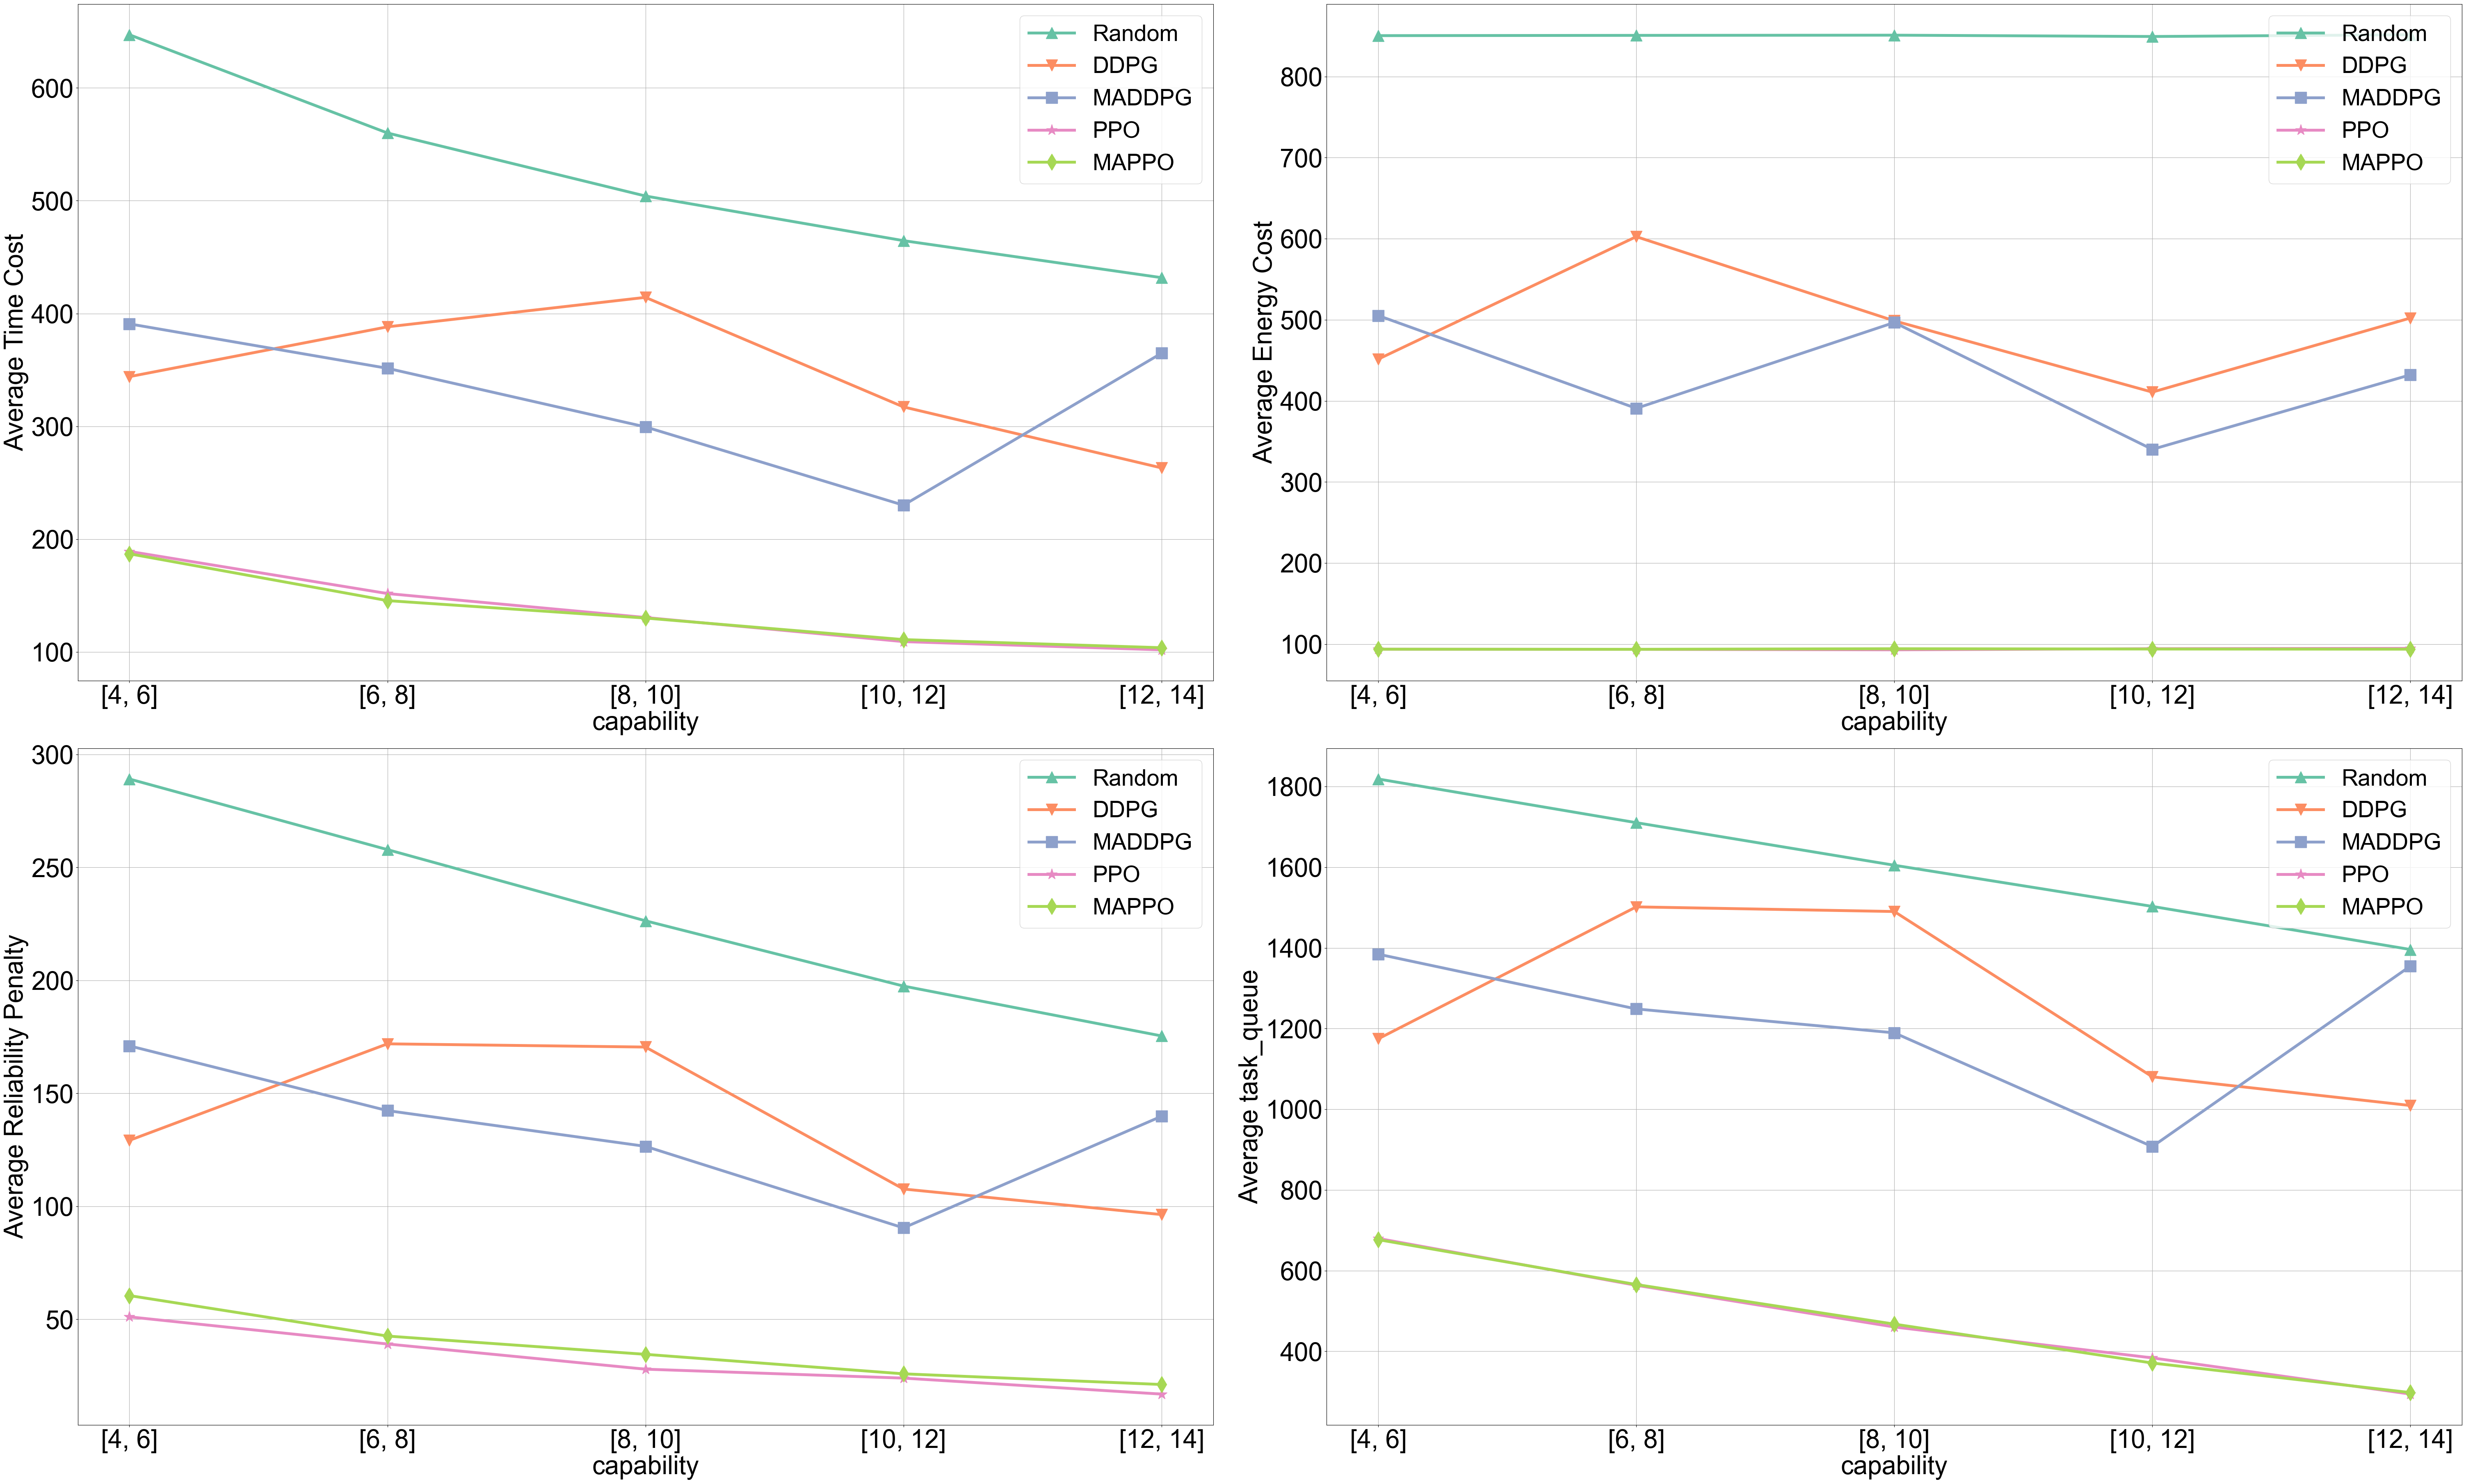 Average Time Cost
600
500
400
300
200
100
[4, 6] [6, 8] [8, 10] [10, 12] [12, 14]
capability
Random
DDPG
MADDPG
PPO
MAPPO
Average Energy Cost
800
700
600
500
400
300
200
100
[4, 6] [6, 8] [8, 10] [10, 12] [12, 14]
capability
Random
DDPG
MADDPG
PPO
MAPPO
Average Reliability Penalty
300
250
200
150
100
50
[4, 6] [6, 8] [8, 10] [10, 12] [12, 14]
capability
Random
DDPG
MADDPG
PPO
MAPPO
Average task_queue
1800
1600
1400
1200
1000
800
600
400
[4, 6] [6, 8] [8, 10] [10, 12] [12, 14]
capability
Random
DDPG
MADDPG
PPO
MAPPO